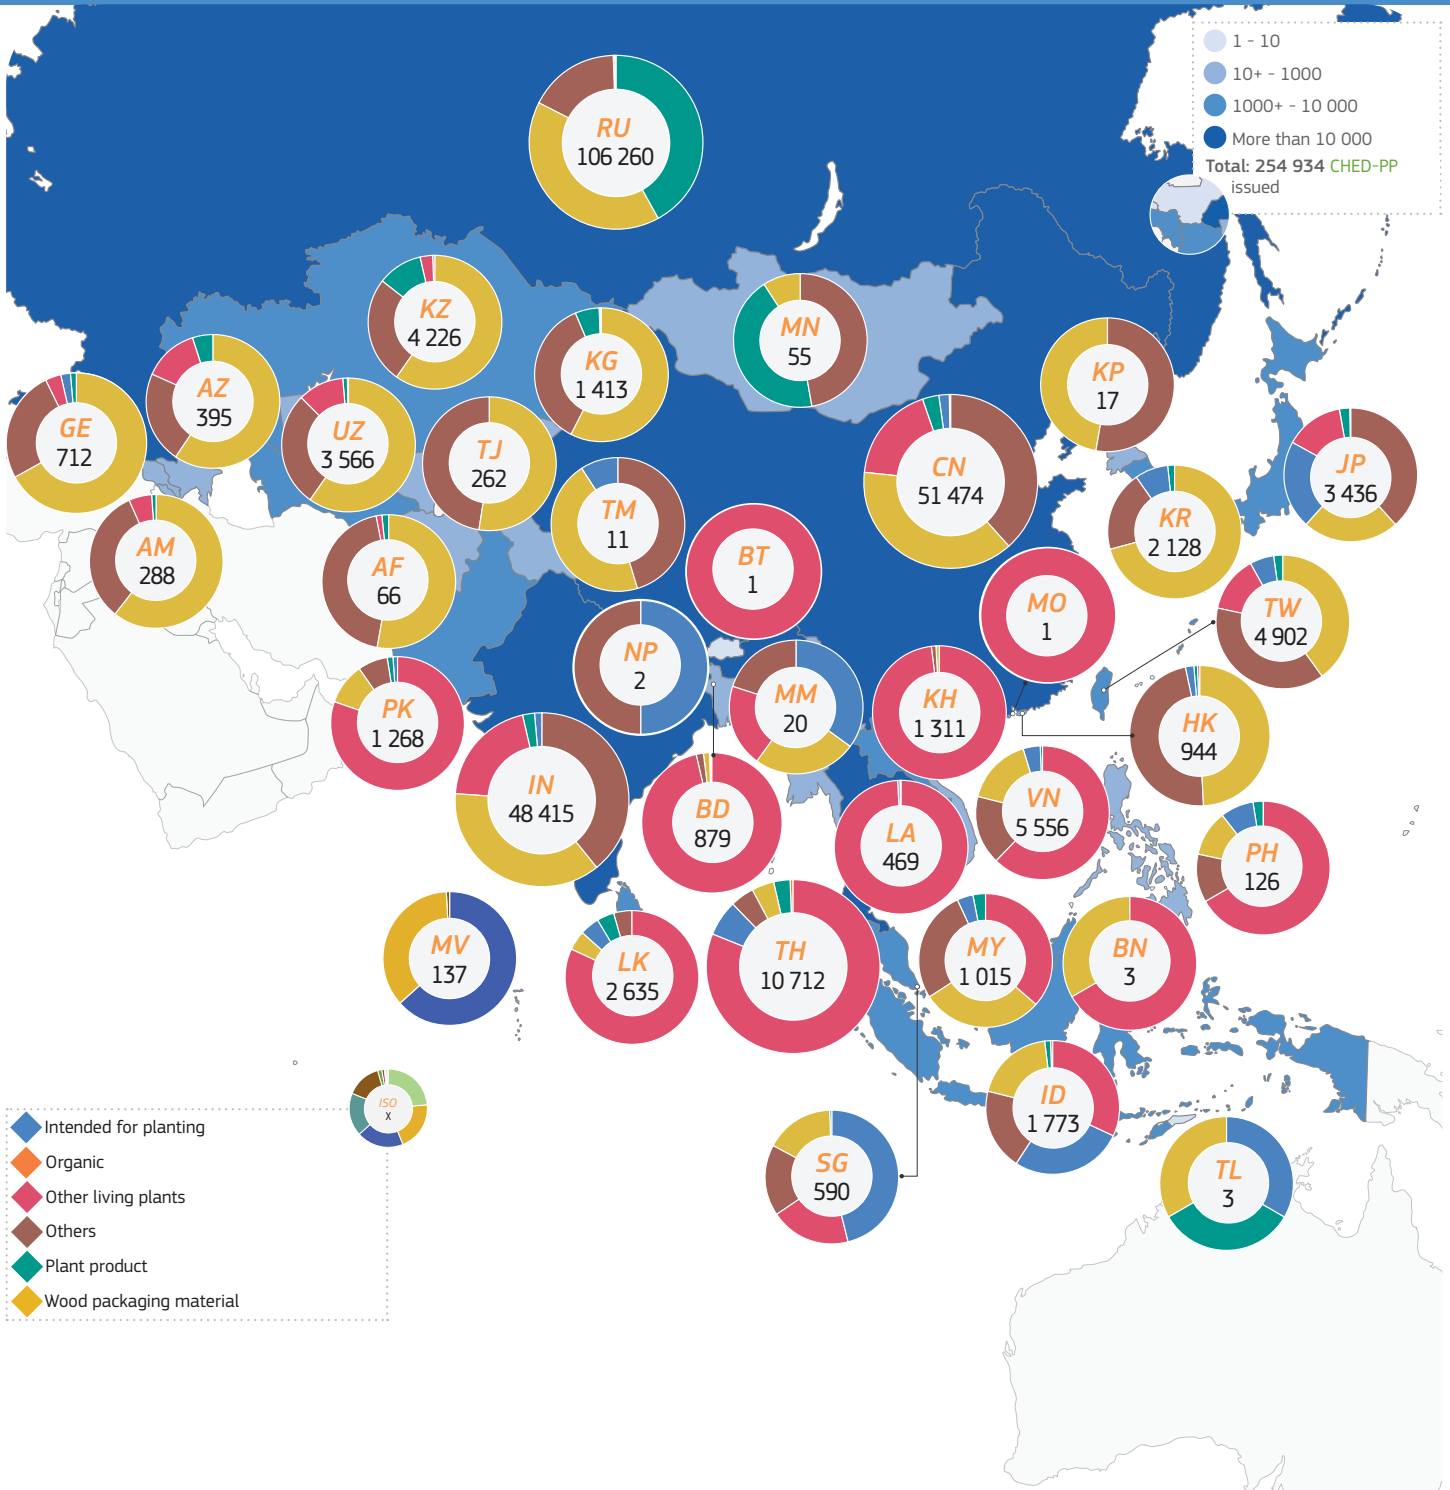 1 - 10
10+ - 1000
1000+ - 10 000
More than 10 000
Total: 254 934 CHED-PP
issued
RU
106 260
KZ
4 226
MN
55
KG
1 413
KP
17
AZ
395
GE
712
UZ
3 566
TJ
262
CN
51 474
JP
3 436
TM
11
KR
2 128
AM
288
AF
66
BT
1
MO
1
TW
4 902
NP
2
MM
20
KH
1 311
PK
1 268
HK
944
IN
48 415
BD
879
LA
469
VN
5 556
PH
126
MV
137
LK
2 635
TH
10 712
MY
1 015
BN
3
ISO
X
ID
1 773
SG
590
TL
3
Intended for planting
Organic
Other living plants
Others
Plant product
Wood packaging material